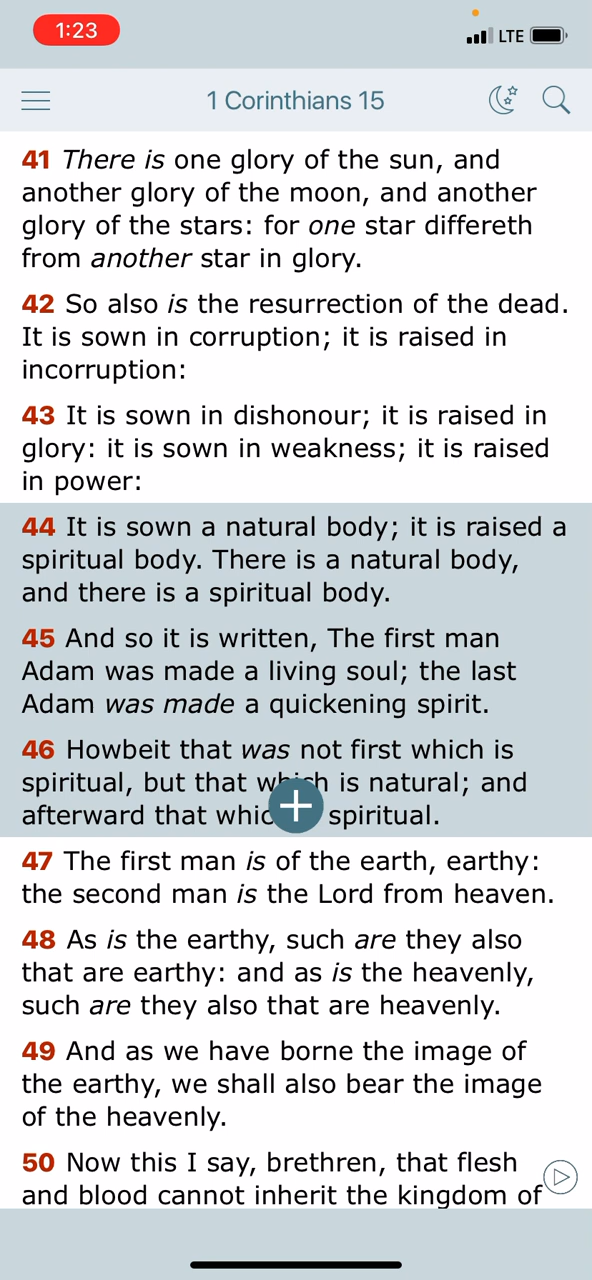 1:23
LTE
1 Corinthians 15
41 There is one glory of the sun, and
another glory of the moon, and another
glory of the stars: for one star differeth
from another star in glory.
42 So also is the resurrection of the dead.
It is sown in corruption; it is raised in
incorruption:
43 It is sown in dishonour; it is raised in
glory: it is sown in weakness; it is raised
in power:
44 It is sown a natural body; it is raised a
spiritual body. There is a natural body,
and there is a spiritual body.
45 And so it is written, The first man
Adam was made a living soul; the last
Adam was made a quickening spirit.
46 Howbeit that was not first which is
spiritual, but that which is natural; and
afterward that spiritual.
47 The first man is of the earth, earthy:
the second man is the Lord from heaven.
48 As is the earthy, such are they also
that are earthy: and as is the heavenly,
such are they also that are heavenly.
49 And as we have borne the image of
the earthy, we shall also bear the image
of the heavenly.
50 Now this I say, brethren, that flesh
and blood cannot inherit the kingdom of